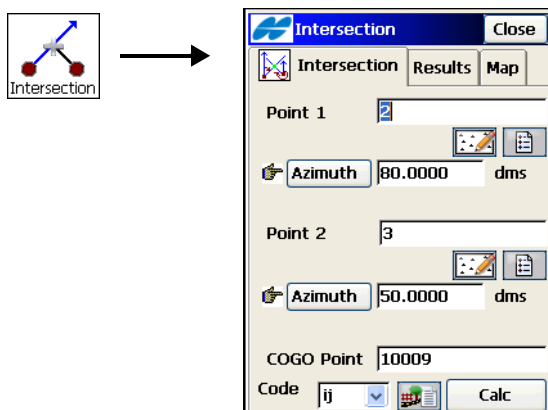 Intersection
Intersection Close
Intersection Results Map
Point 1 2
Azimuth 80.0000 dms
Point 2 3
Azimuth 50.0000 dms
COGO Point 10009
Code ij Calc